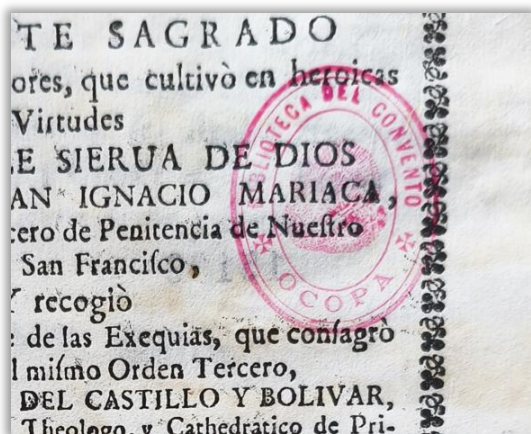 TE SAGRADO
ores, que cultivò en heroicas
Virtudes
E SIERUA DE DIOS
AN IGNACIO MARIACA,
cero de Penitencia de Nueſtro
San Franciſco,
Y recogiò
de las Exequias, que conſagrò
l miſmo Orden Tercero,
DEL CASTILLO Y BOLIVAR,
Theologo, y Cathedratico de Pri-
BIBLIOTECA DEL CONVENTO
OCOPA